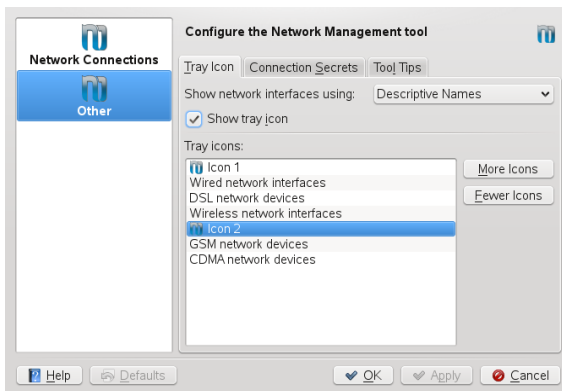 Configure the Network Management tool
Network Connections
Other
Tray Icon
Connection Secrets
Tool Tips
Show network interfaces using:
Descriptive Names
Show tray icon
Tray icons:
Icon 1
Wired network interfaces
DSL network devices
Wireless network interfaces
Icon 2
GSM network devices
CDMA network devices
More Icons
Fewer Icons
Help
Defaults
OK
Apply
Cancel